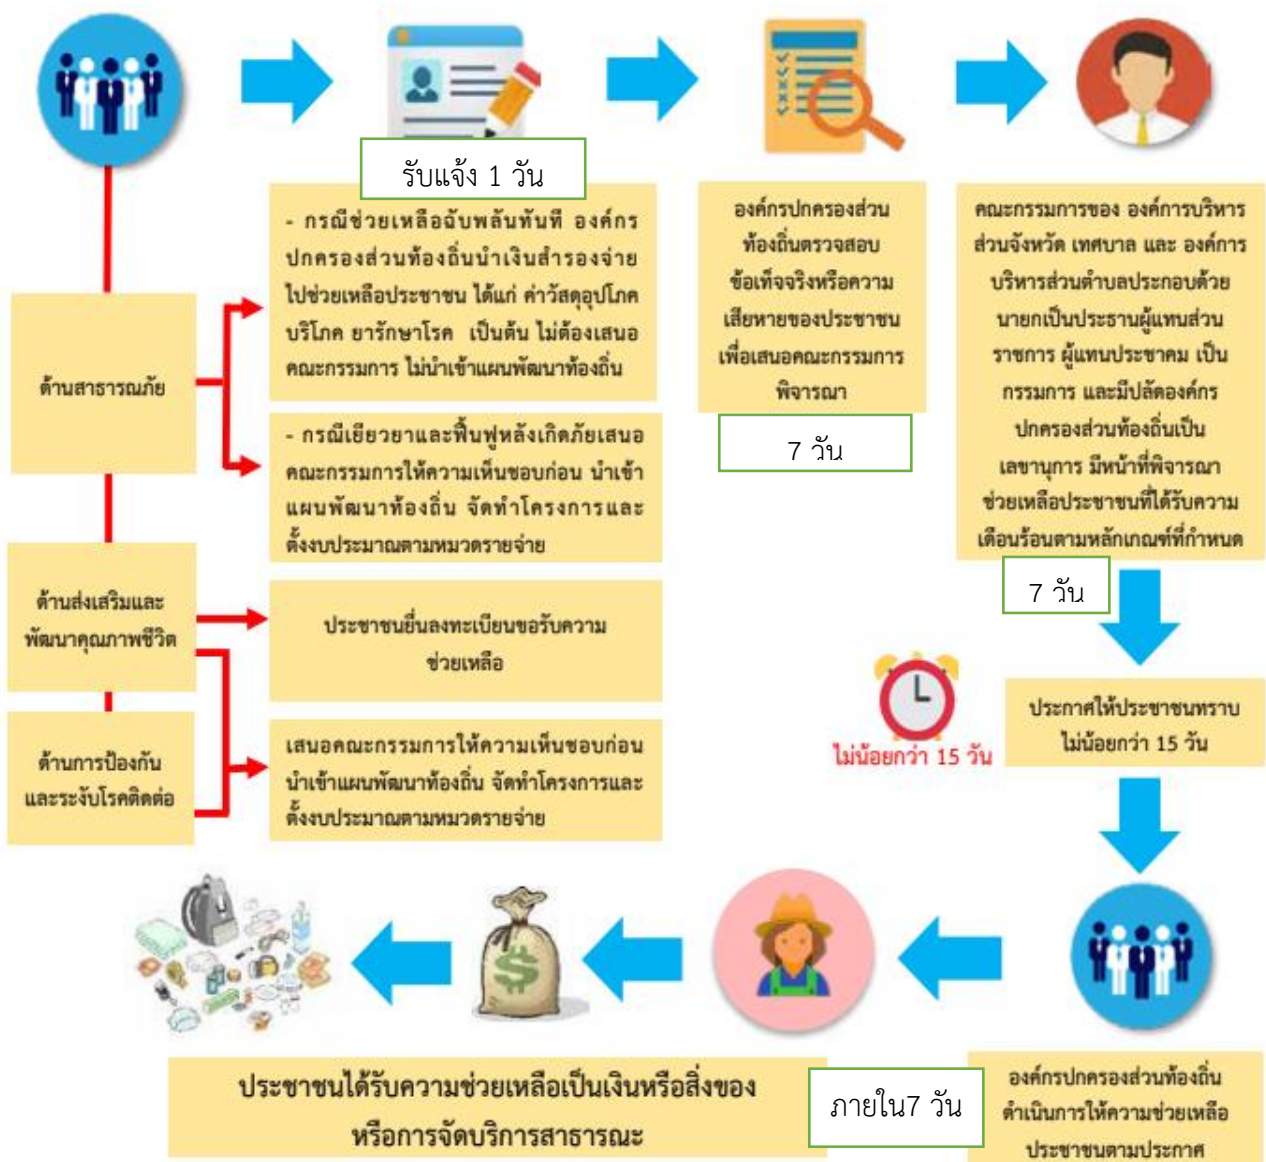 รับแจ้ง 1 วัน
- กรณีช่วยเหลือฉับพลันทันที องค์กร
ปกครองส่วนท้องถิ่นนำเงินสำรองจ่าย
ไปช่วยเหลือประชาชน ได้แก่ ค่าวัสดุอุปโภค
บริโภค ยารักษาโรค เป็นต้น ไม่ต้องเสนอ
คณะกรรมการ ไม่นำเข้าแผนพัฒนาท้องถิ่น
ด้านสาธารณภัย
- กรณีเยียวยาและฟื้นฟูหลังเกิดภัยเสนอ
คณะกรรมการให้ความเห็นชอบก่อน นำเข้า
แผนพัฒนาท้องถิ่น จัดทำโครงการและ
ตั้งงบประมาณตามหมวดรายจ่าย
ด้านส่งเสริมและ
พัฒนาคุณภาพชีวิต
ประชาชนยื่นลงทะเบียนขอรับความ
ช่วยเหลือ
ด้านการป้องกัน
และระงับโรคติดต่อ
เสนอคณะกรรมการให้ความเห็นชอบก่อน
นำเข้าแผนพัฒนาท้องถิ่น จัดทำโครงการและ
ตั้งงบประมาณตามหมวดรายจ่าย
องค์กรปกครองส่วน
ท้องถิ่นตรวจสอบ
ข้อเท็จจริงหรือความ
เสียหายของประชาชน
เพื่อเสนอคณะกรรมการ
พิจารณา
7 วัน
คณะกรรมการของ องค์การบริหาร
ส่วนจังหวัด เทศบาล และ องค์การ
บริหารส่วนตำบลประกอบด้วย
นายกเป็นประธานผู้แทนส่วน
ราชการ ผู้แทนประชาคม เป็น
กรรมการ และมีปลัดองค์กร
ปกครองส่วนท้องถิ่นเป็น
เลขานุการ มีหน้าที่พิจารณา
ช่วยเหลือประชาชนที่ได้รับความ
เดือนร้อนตามหลักเกณฑ์ที่กำหนด
7 วัน
ไม่น้อยกว่า 15 วัน
ประกาศให้ประชาชนทราบ
ไม่น้อยกว่า 15 วัน
องค์กรปกครองส่วนท้องถิ่น
ดำเนินการให้ความช่วยเหลือ
ประชาชนตามประกาศ
ภายใน7 วัน
ประชาชนได้รับความช่วยเหลือเป็นเงินหรือสิ่งของ
หรือการจัดบริการสาธารณะ